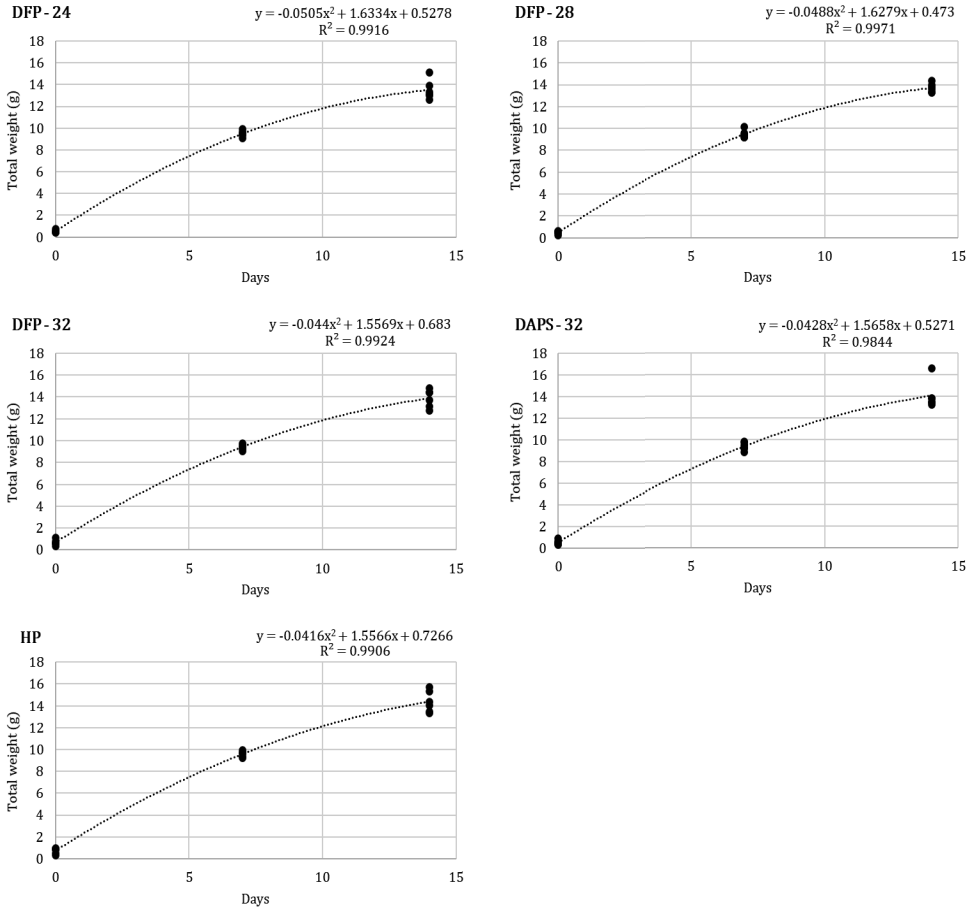 DFP - 24
y = -0.0505x² + 1.6334x + 0.5278
R² = 0.9916
18
16
14
12
10
8
6
4
2
0
Total weight (g)
0 5 10 15
Days
DFP - 28
y = -0.0488x² + 1.6279x + 0.473
R² = 0.9971
18
16
14
12
10
8
6
4
2
0
Total weight (g)
0 5 10 15
Days
DFP - 32
y = -0.044x² + 1.5569x + 0.683
R² = 0.9924
18
16
14
12
10
8
6
4
2
0
Total weight (g)
0 5 10 15
Days
DAPS - 32
y = -0.0428x² + 1.5658x + 0.5271
R² = 0.9844
18
16
14
12
10
8
6
4
2
0
Total weight (g)
0 5 10 15
Days
HP
y = -0.0416x² + 1.5566x + 0.7266
R² = 0.9906
18
16
14
12
10
8
6
4
2
0
Total weight (g)
0 5 10 15
Days